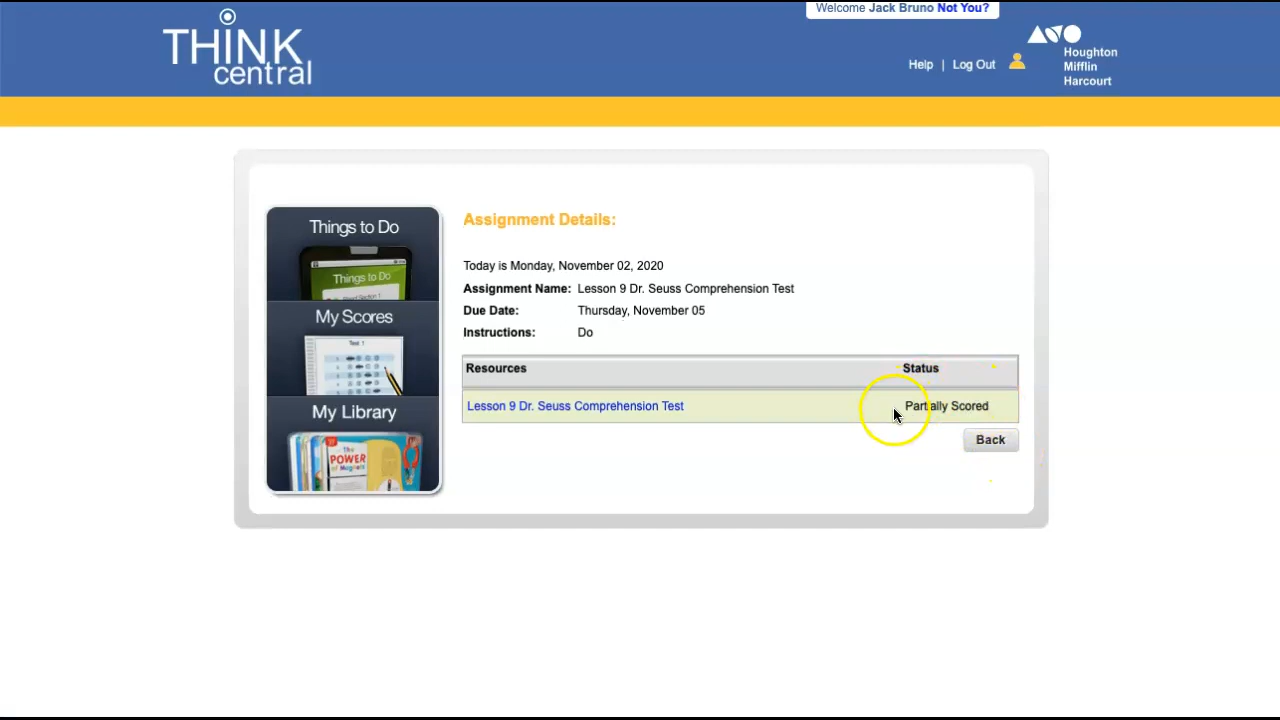 Welcome Jack Bruno Not You?
THINK
central
Help | Log Out
Houghton
Mifflin
Harcourt
Things to Do
Things to Do
My Scores
Test 1
My Library
The
POWER
of Magnets
Assignment Details:
Today is Monday, November 02, 2020
Assignment Name: Lesson 9 Dr. Seuss Comprehension Test
Due Date: Thursday, November 05
Instructions: Do
Resources Status
Lesson 9 Dr. Seuss Comprehension Test Partially Scored
Back